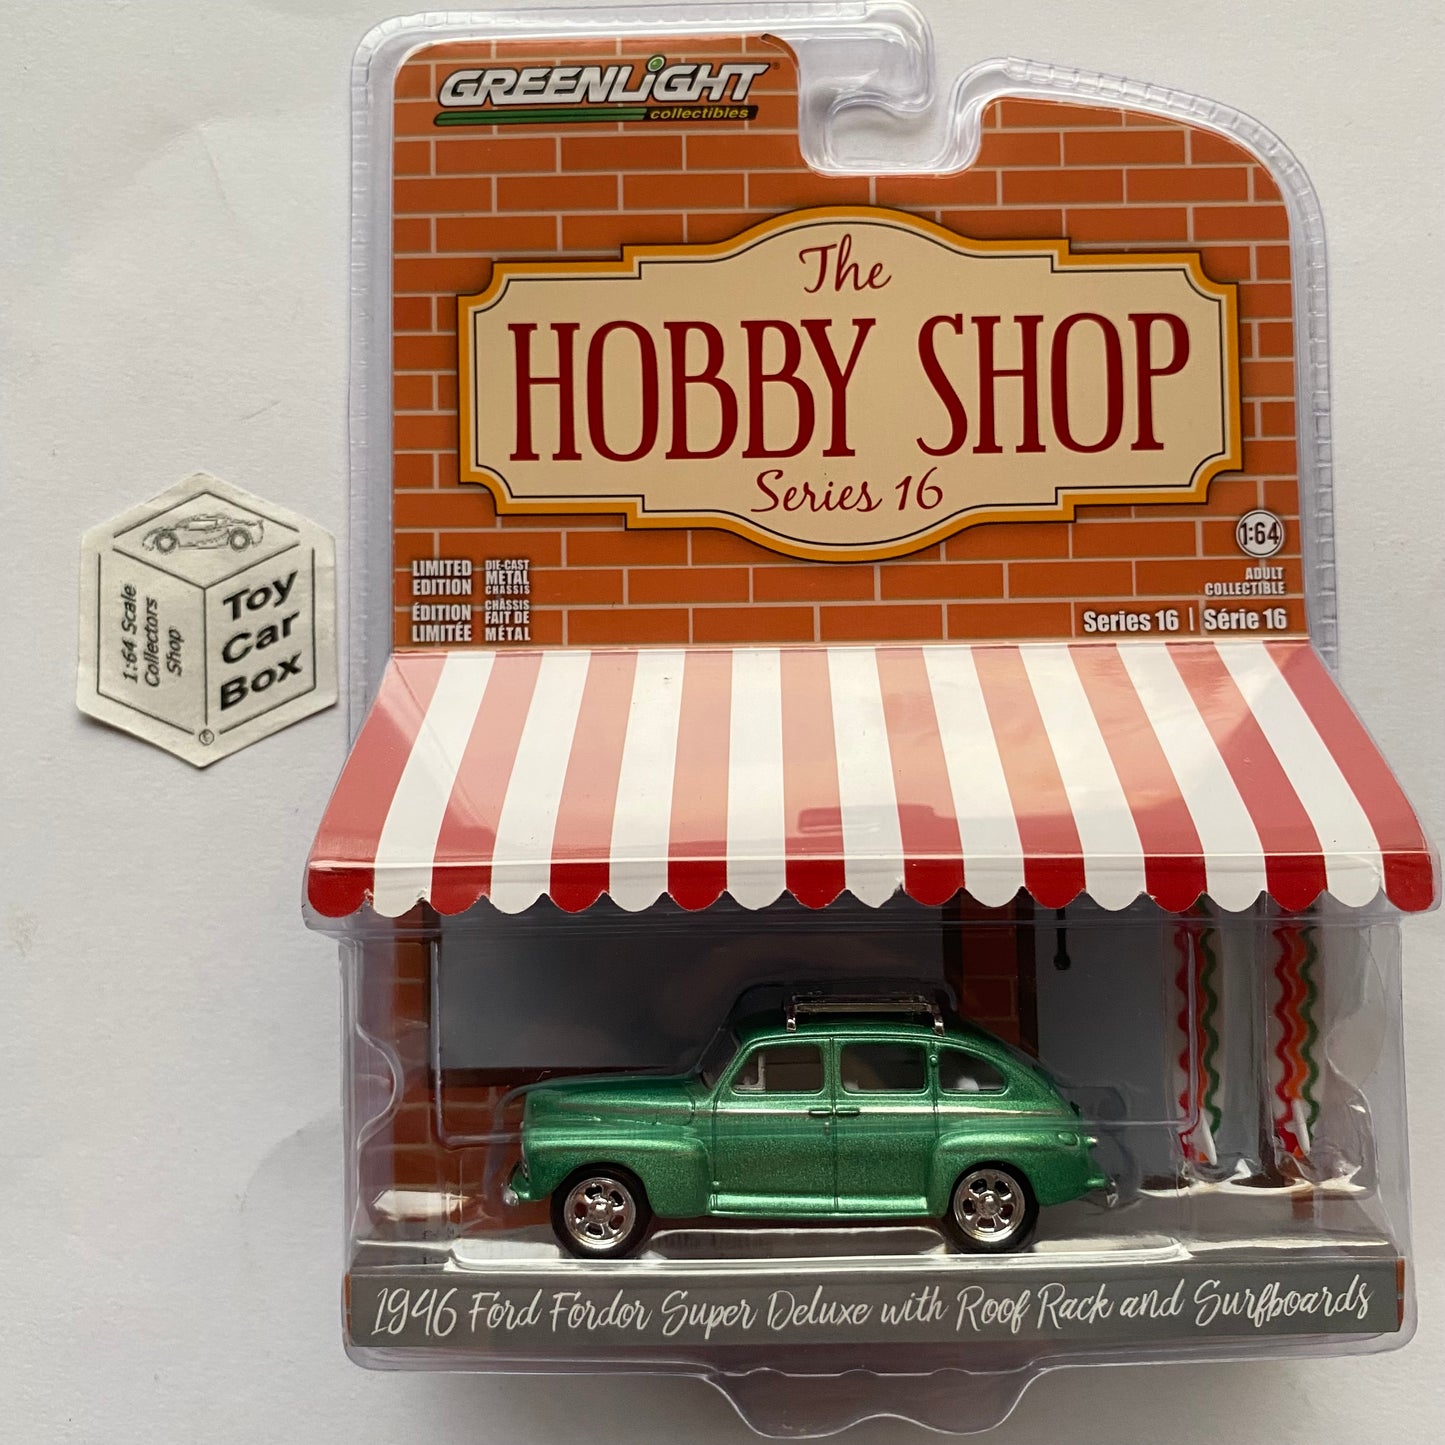 GREENLiGHT®
collectibles
The
HOBBY SHOP
Series 16
1:64
ADULT
COLLECTIBLE
LIMITED
EDITION
DIE-CAST
METAL
CHASSIS
ÉDITION
LIMITÉE
CHÂSSIS
FAIT DE
MÉTAL
Series 16 | Série 16
1:64 Scale
Collectors
Shop
Toy
Car
Box
1946 Ford Fordor Super Deluxe with Roof Rack and Surfboards